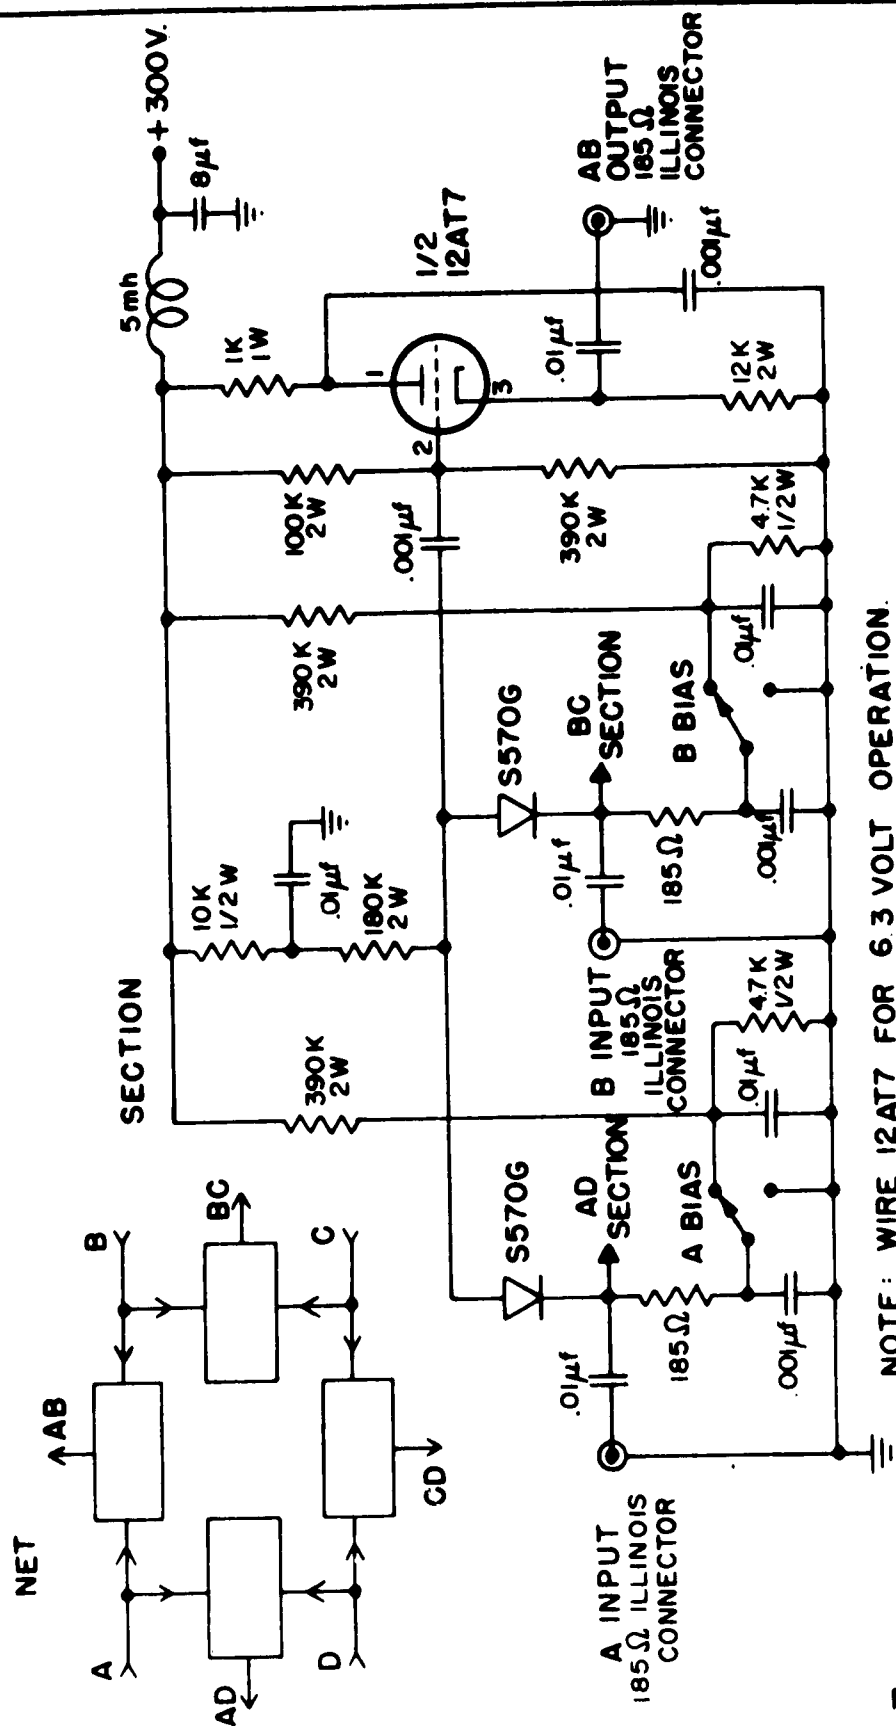 NET
A
B
AB
BC
AD
CD
D
C
SECTION
+300V.
8μf
5mh
1K
1W
1/2
12AT7
1
2
3
100K
2W
390K
2W
10K
1/2W
390K
2W
.01μf
180K
2W
.001μf
390K
2W
.01μf
12K
2W
.001μf
AB
OUTPUT
185Ω
ILLINOIS
CONNECTOR
S570G
AD
SECTION
.01μf
185Ω
A BIAS
.001μf
.01μf
4.7K
1/2W
A INPUT
185Ω ILLINOIS
CONNECTOR
S570G
BC
SECTION
.01μf
185Ω
B BIAS
.001μf
.01μf
4.7K
1/2W
B INPUT
185Ω
ILLINOIS
CONNECTOR
NOTE: WIRE 12AT7 FOR 6.3 VOLT OPERATION.